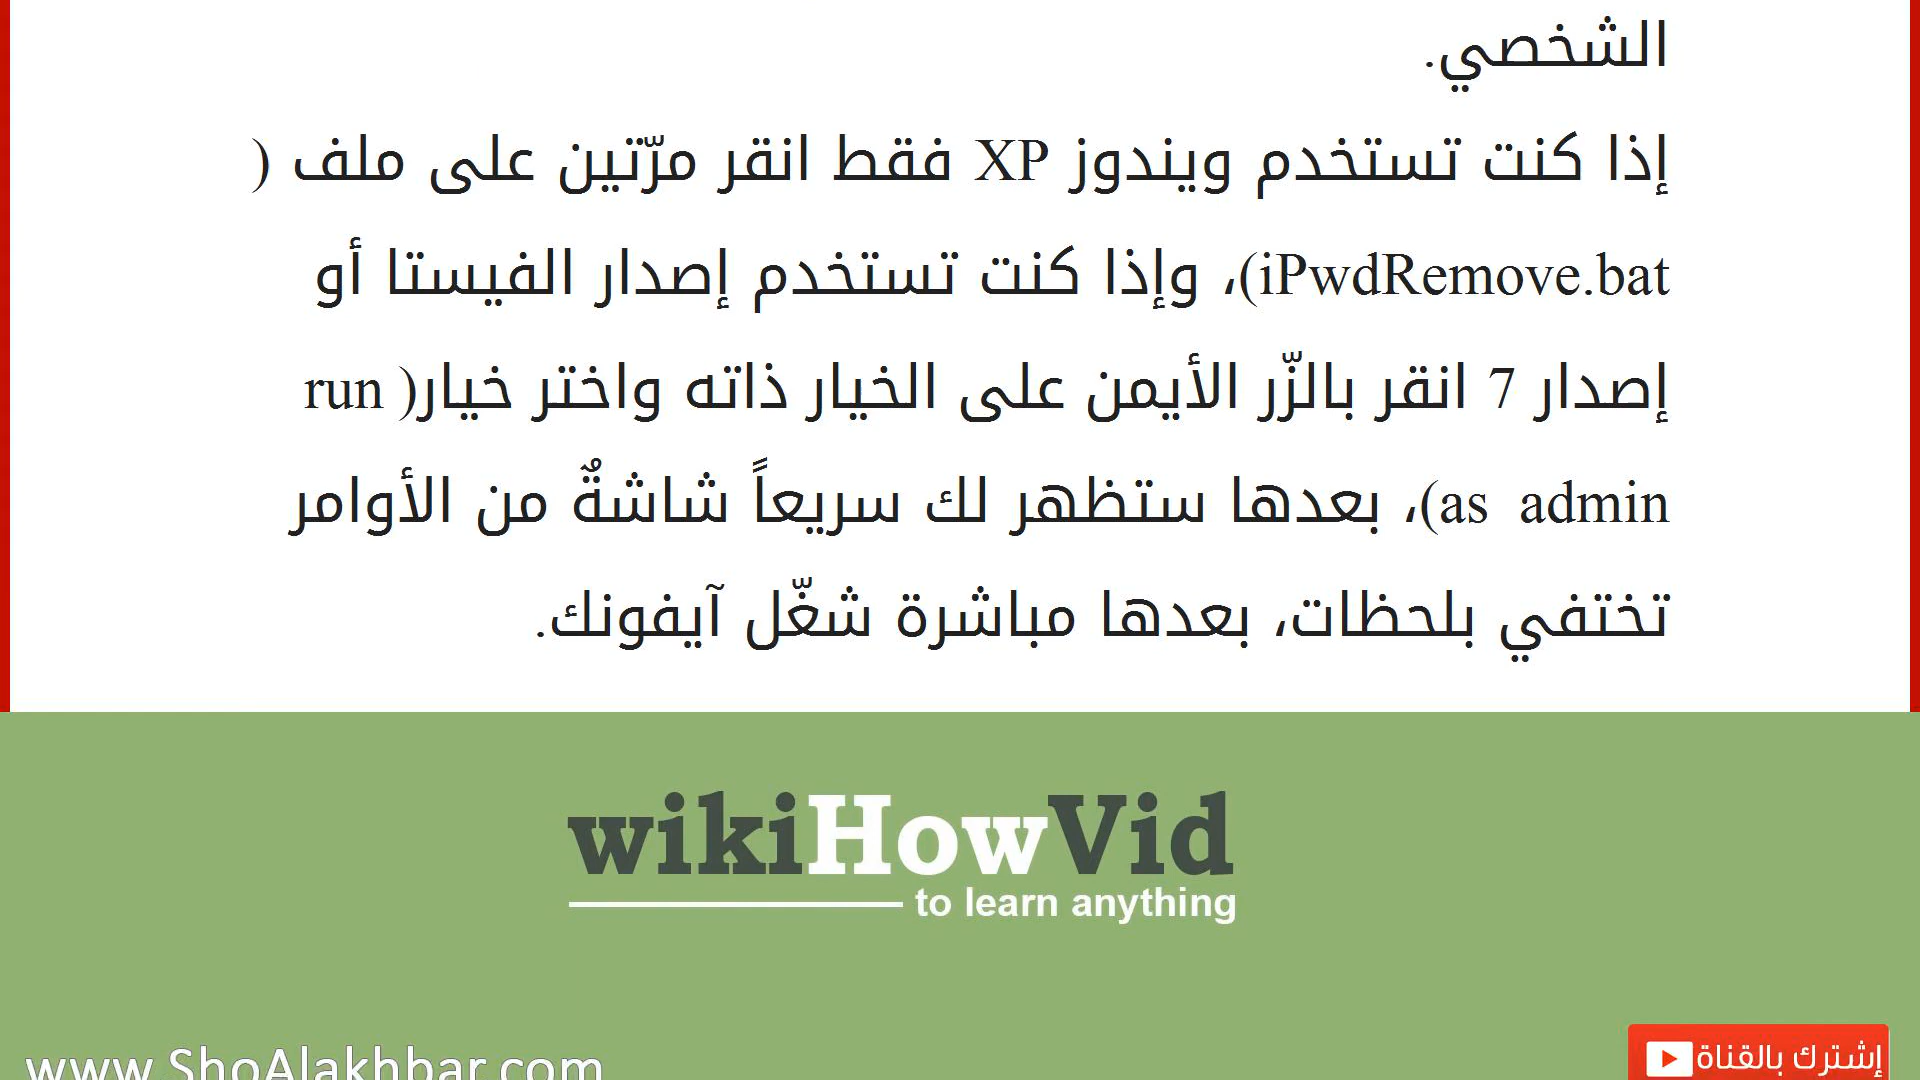 الشخصي.
إذا كنت تستخدم ويندوز XP فقط انقر مرّتين على ملف (
iPwdRemove.bat)، وإذا كنت تستخدم إصدار الفيستا أو
إصدار 7 انقر بالزّر الأيمن على الخيار ذاته واختر خيار( run
as admin)، بعدها ستظهر لك سريعاً شاشةٌ من الأوامر
تختفي بلحظات، بعدها مباشرة شغّل آيفونك.
wikiHowVid
to learn anything
www.ShoAlakhbar.com
إشترك بالقناة